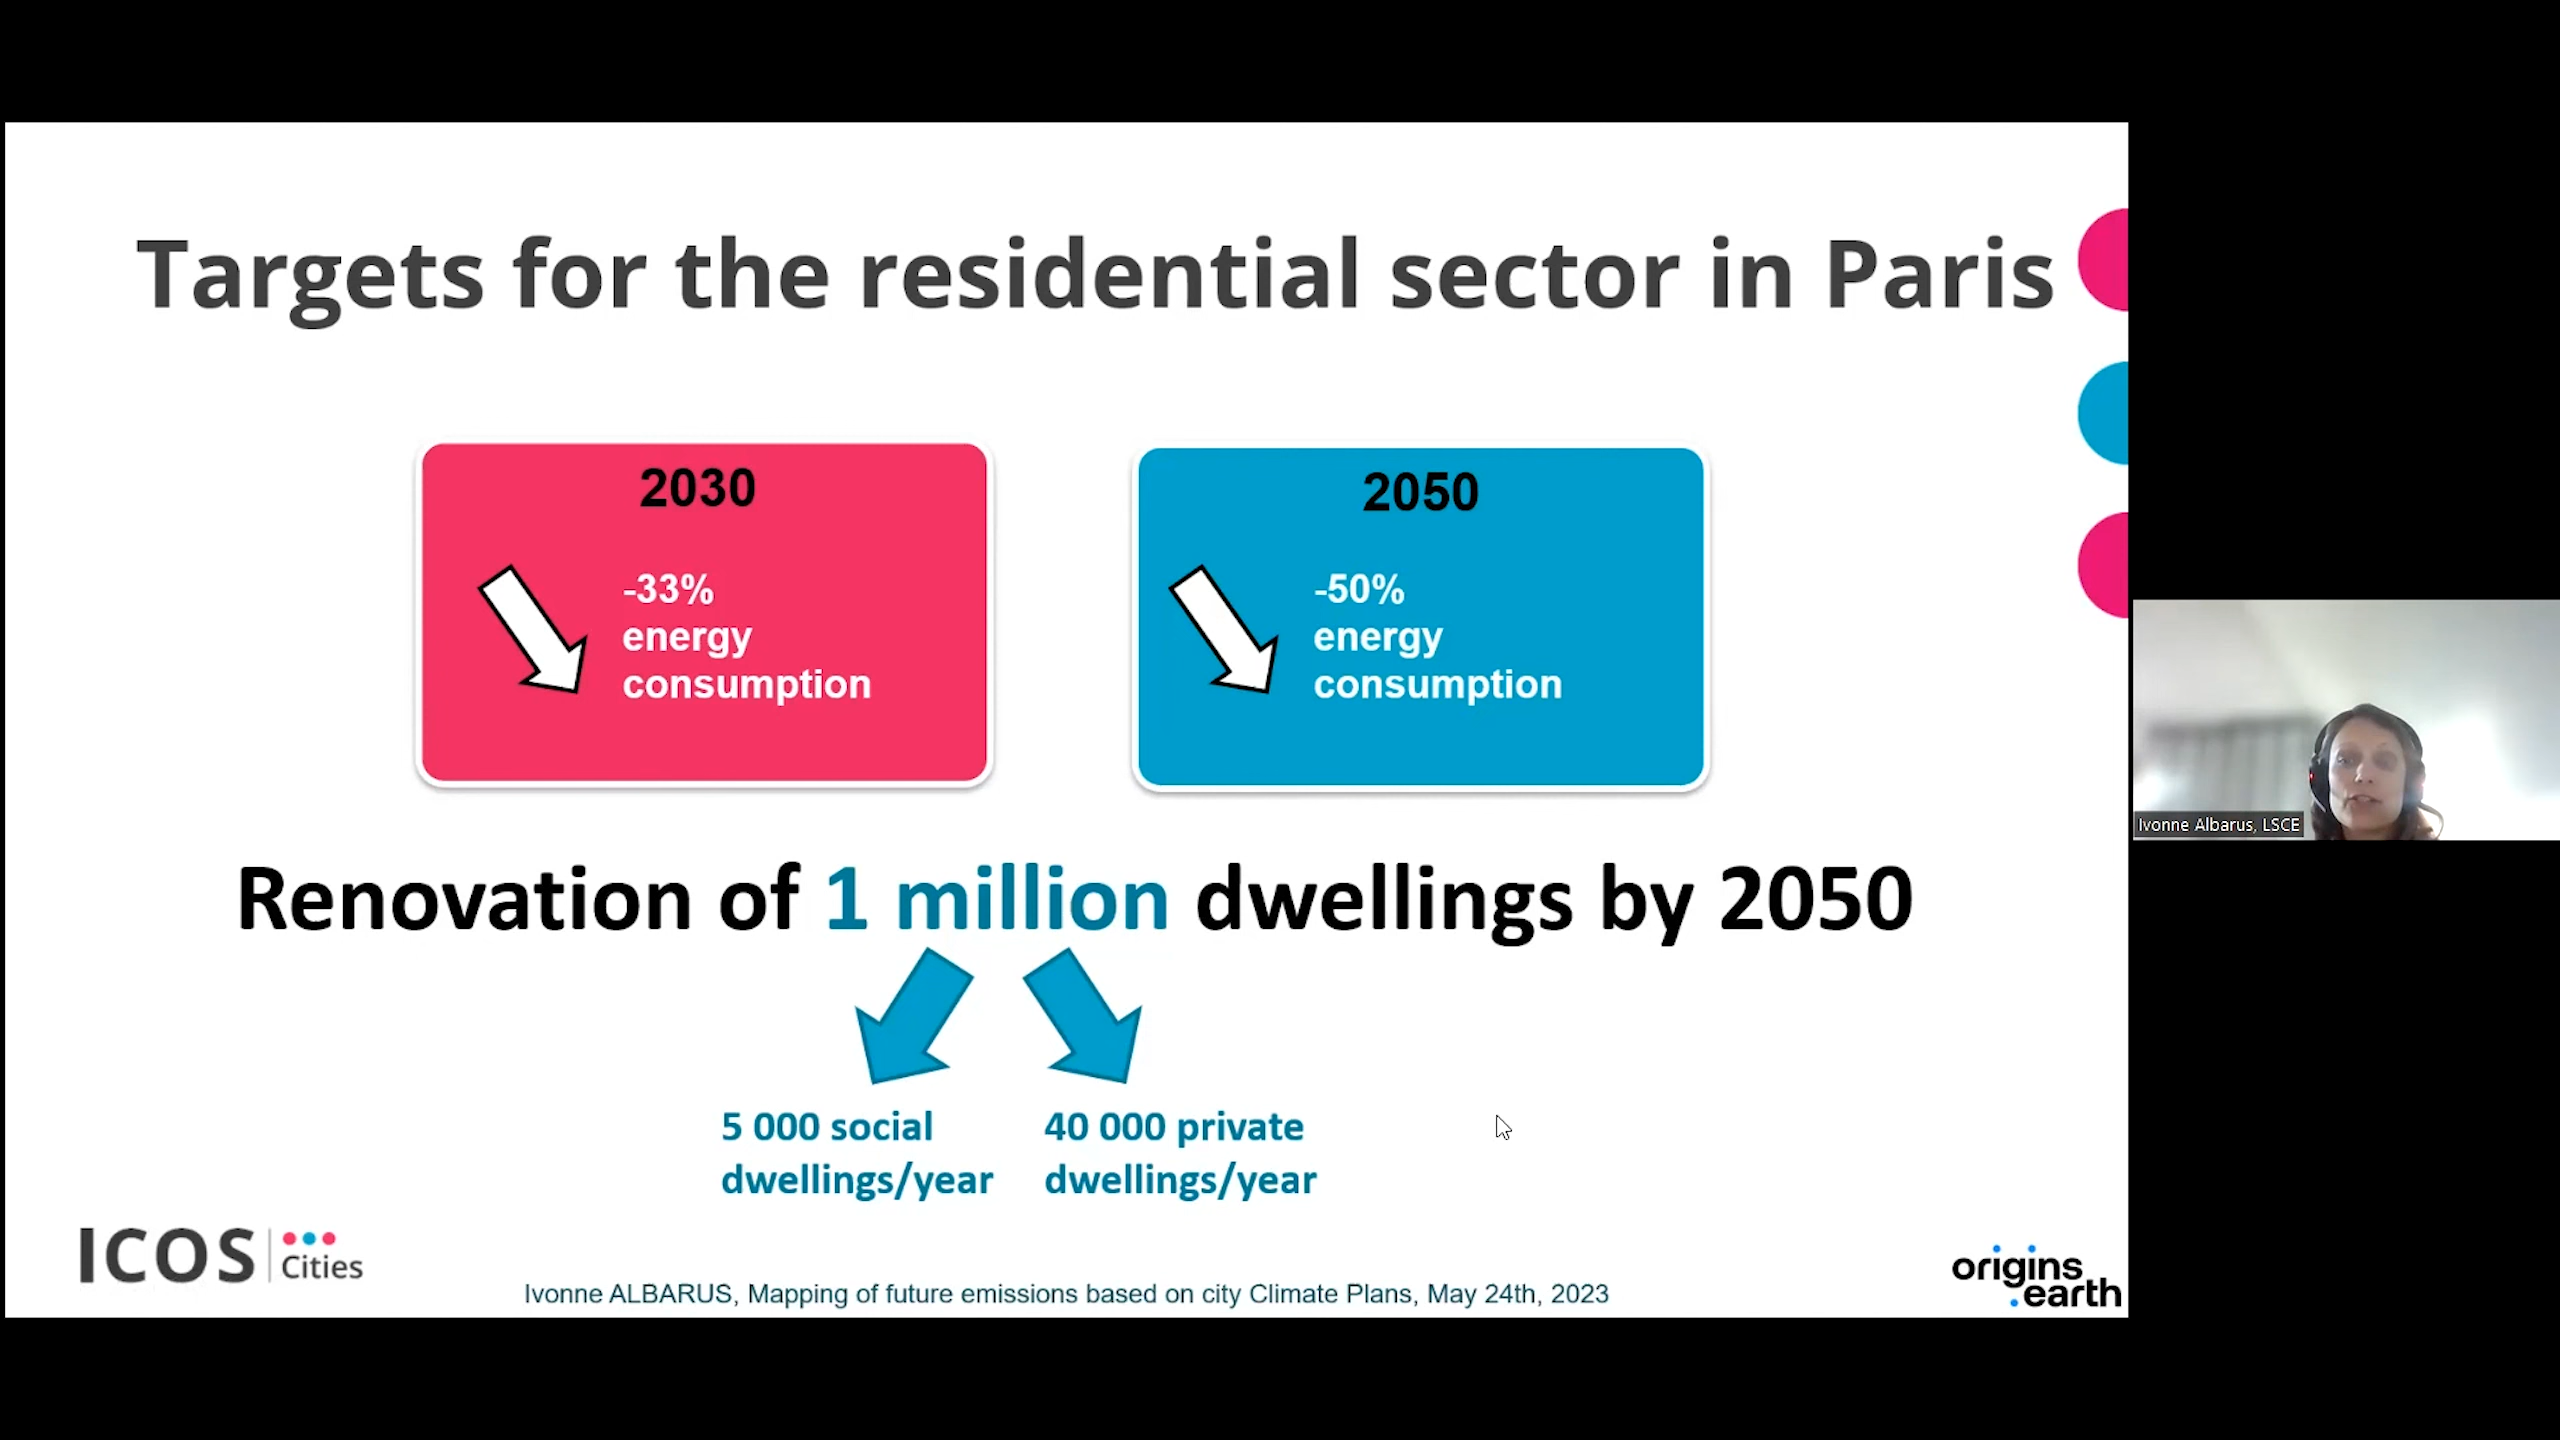 Targets for the residential sector in Paris
2030
-33%
energy
consumption
2050
-50%
energy
consumption
Renovation of 1 million dwellings by 2050
5 000 social
dwellings/year
40 000 private
dwellings/year
ICOS
Cities
Ivonne ALBARUS, Mapping of future emissions based on city Climate Plans, May 24th, 2023
origins
.earth
Ivonne Albarus, LSCE